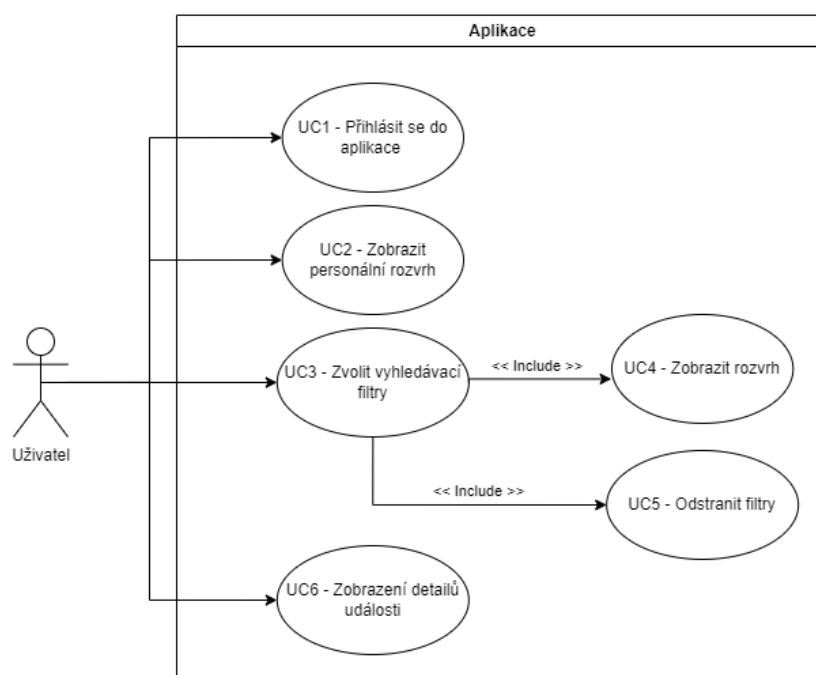 Aplikace
UC1 - Přihlásit se do
aplikace
UC2 - Zobrazit
personální rozvrh
UC3 - Zvolit vyhledávací
filtry
<< Include >>
UC4 - Zobrazit rozvrh
Uživatel
<< Include >>
UC5 - Odstranit filtry
UC6 - Zobrazení detailů
události